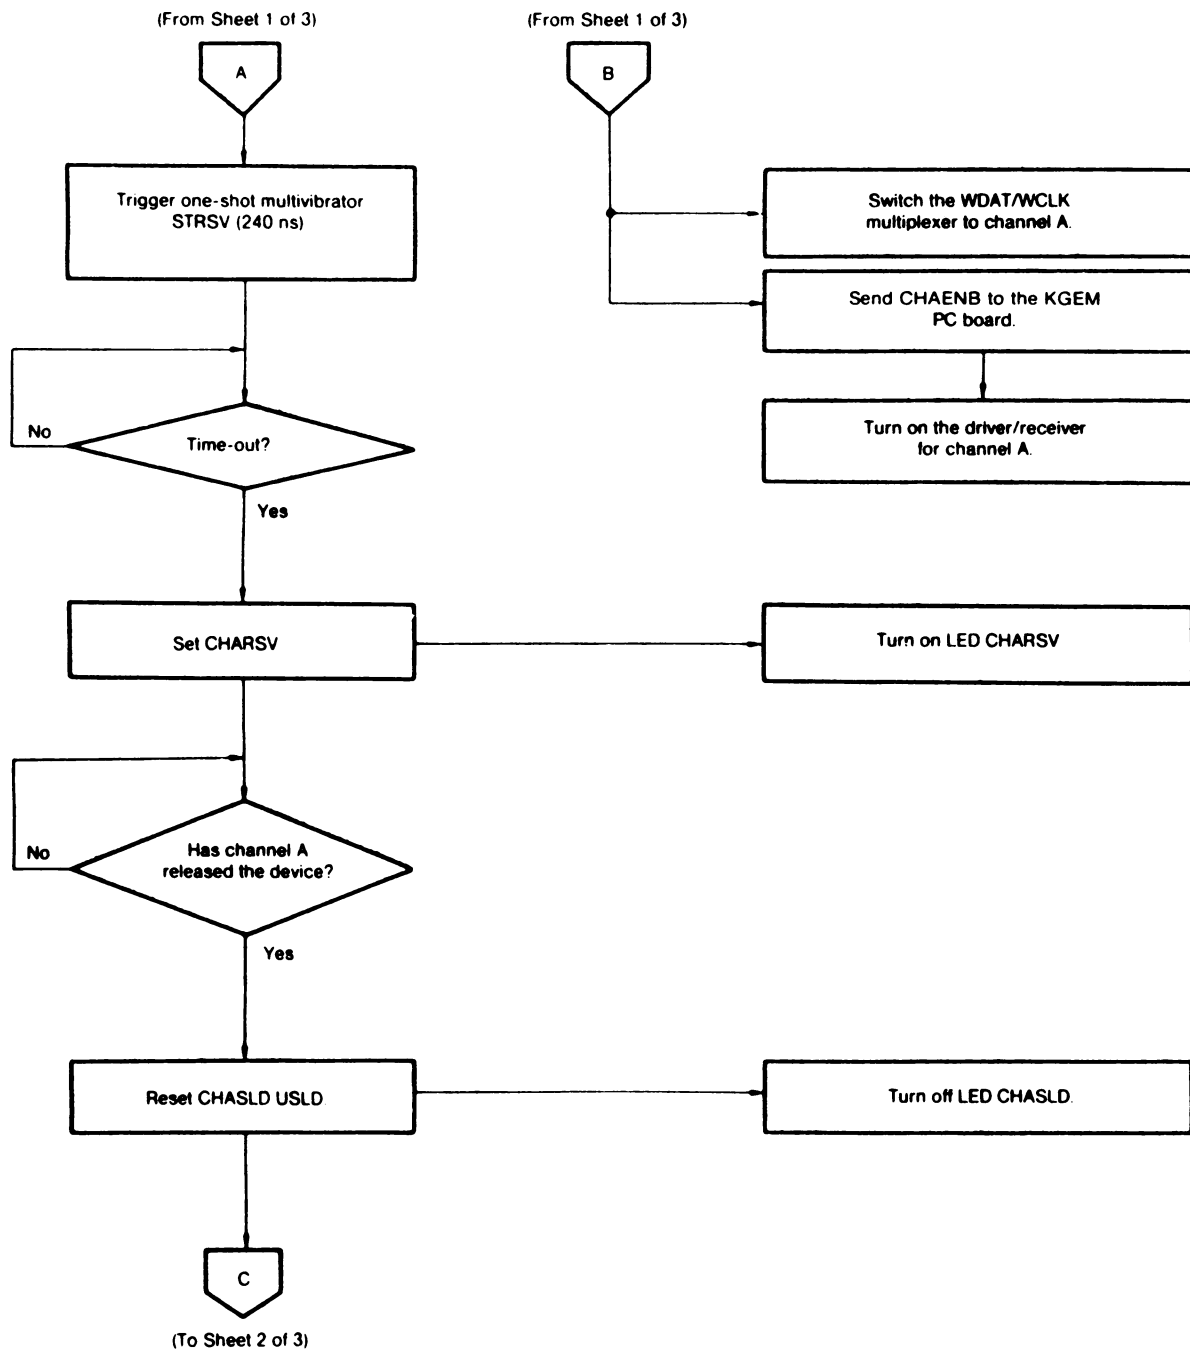 (From Sheet 1 of 3)
(From Sheet 1 of 3)
A
B
Trigger one-shot multivibrator
STRSV (240 ns)
Switch the WDAT/WCLK
multiplexer to channel A.
Send CHAENB to the KGEM
PC board.
Turn on the driver/receiver
for channel A.
No
Time-out?
Yes
Set CHARSV
Turn on LED CHARSV
Has channel A
released the device?
No
Yes
Reset CHASLD USLD.
Turn off LED CHASLD.
C
(To Sheet 2 of 3)